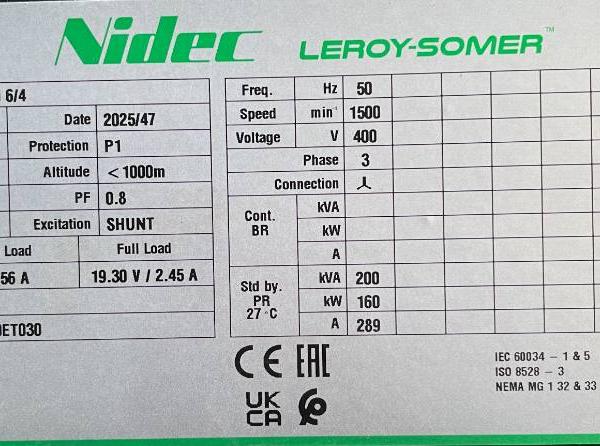 Nidec LEROY-SOMER™
6/4
Date 2025/47
Protection P1
Altitude < 1000m
PF 0.8
Excitation SHUNT
Load Full Load
56 A 19.30 V / 2.45 A
ET030
Freq. Hz 50
Speed min⁻¹ 1500
Voltage V 400
Phase 3
Connection
Cont. BR kVA
kW
A
Std by. PR 27 °C kVA 200
kW 160
A 289
CE EAC
UK CA
IEC 60034 - 1 & 5
ISO 8528 - 3
NEMA MG 1 32 & 33